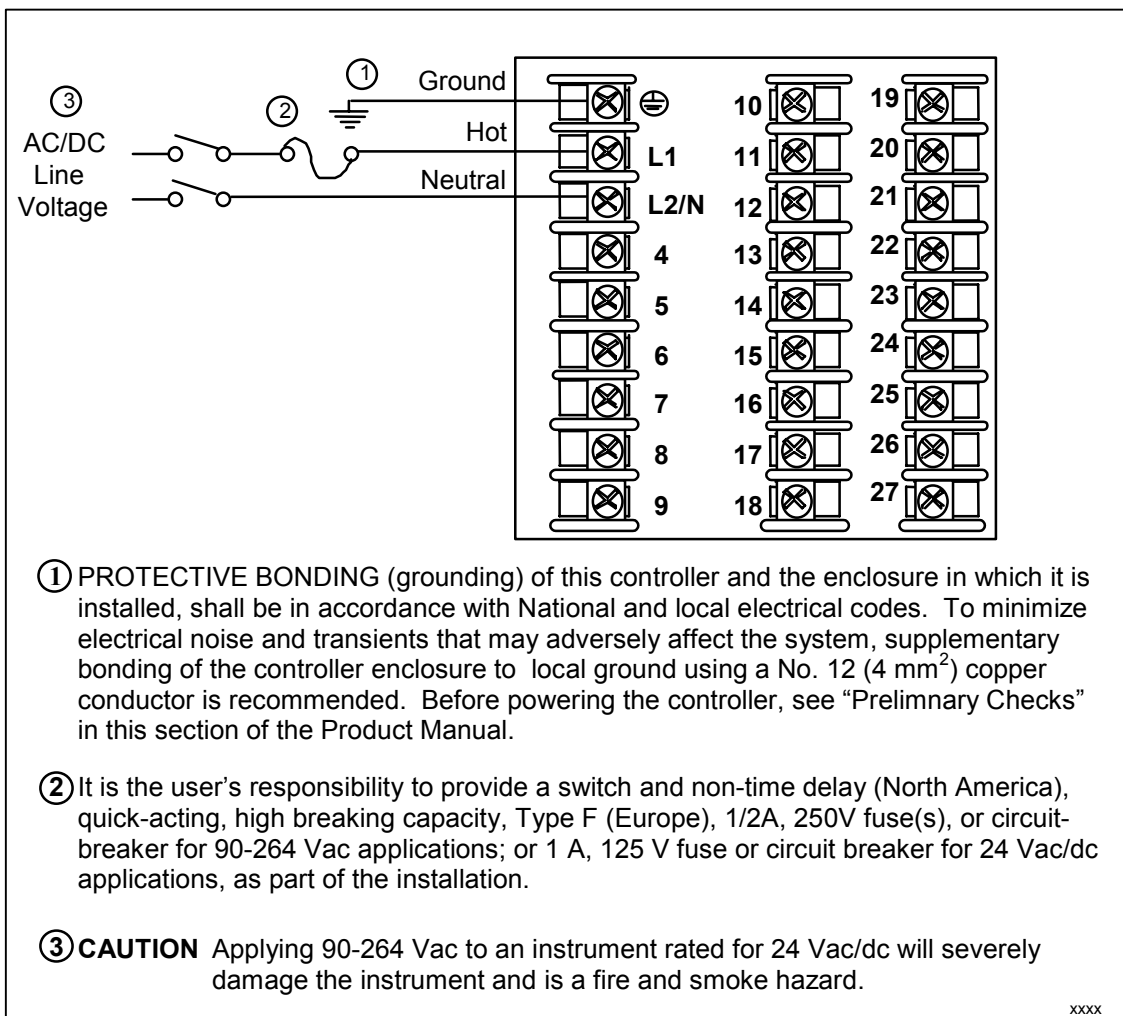 1
Ground
10
19
3
2
AC/DC
Hot
L1
11
20
Line
Neutral
Voltage
L2/N
12
21
4
13
22
5
14
23
6
15
24
7
16
25
8
17
26
9
18
27
1 PROTECTIVE BONDING (grounding) of this controller and the enclosure in which it is
installed, shall be in accordance with National and local electrical codes. To minimize
electrical noise and transients that may adversely affect the system, supplementary
bonding of the controller enclosure to local ground using a No. 12 (4 mm²) copper
conductor is recommended. Before powering the controller, see “Prelimnary Checks”
in this section of the Product Manual.
2 It is the user’s responsibility to provide a switch and non-time delay (North America),
quick-acting, high breaking capacity, Type F (Europe), 1/2A, 250V fuse(s), or circuit-
breaker for 90-264 Vac applications; or 1 A, 125 V fuse or circuit breaker for 24 Vac/dc
applications, as part of the installation.
3 CAUTION Applying 90-264 Vac to an instrument rated for 24 Vac/dc will severely
damage the instrument and is a fire and smoke hazard.
xxxx